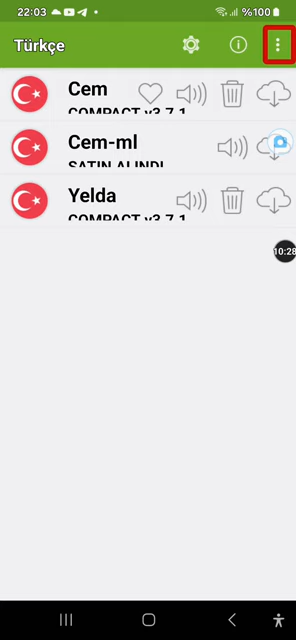 22:03
%100
Türkçe
Cem
COMPACT v3.7.1
Cem-ml
SATIN ALINDI
Yelda
COMPACT v3.7.1
10:28